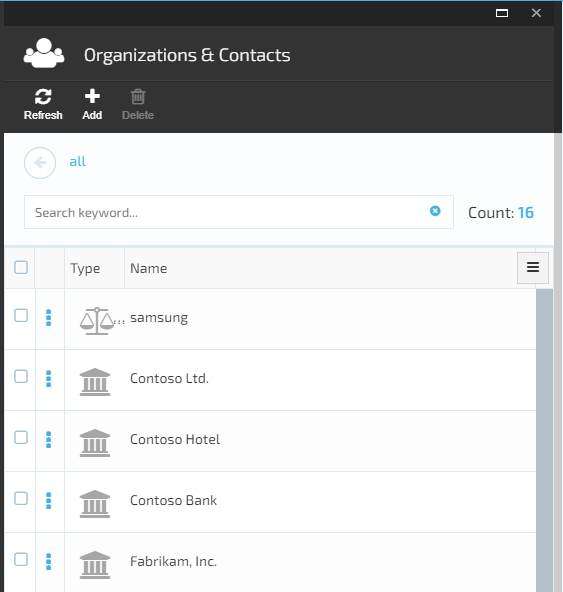 Organizations & Contacts
Refresh Add Delete
all
Search keyword... Count: 16
Type Name
... samsung
Contoso Ltd.
Contoso Hotel
Contoso Bank
Fabrikam, Inc.